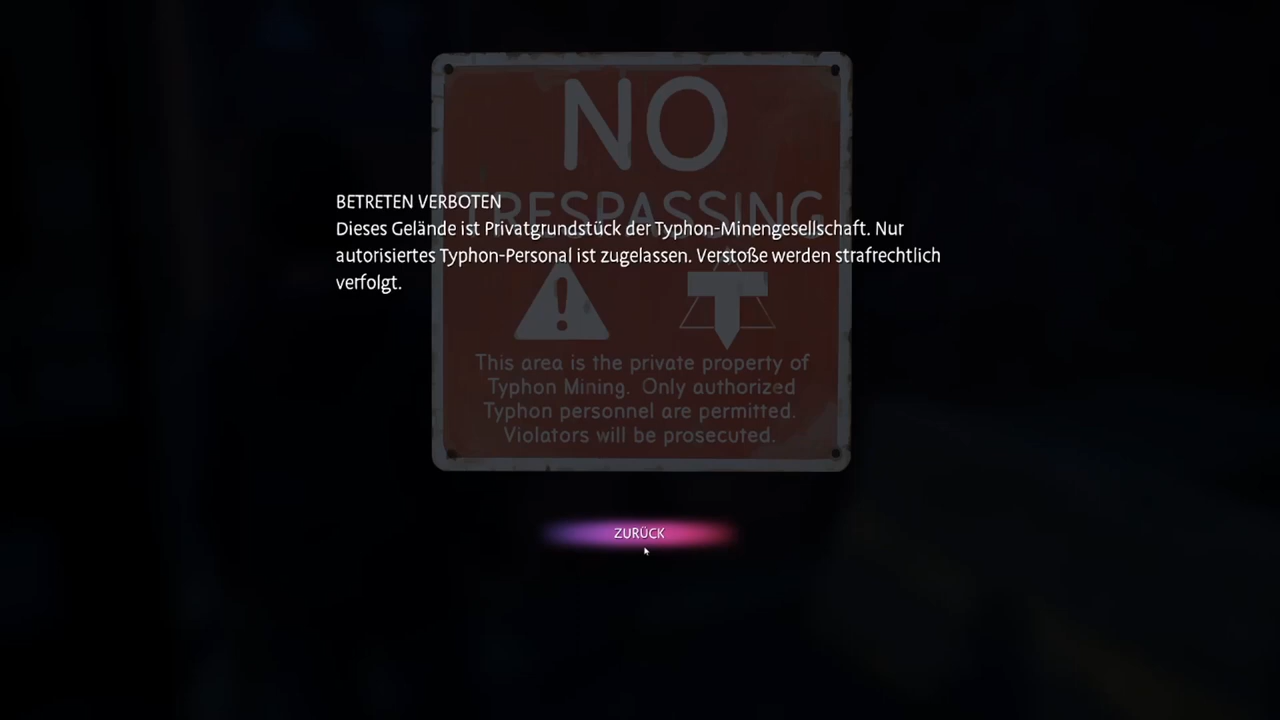 NO
TRESPASSING
BETRETEN VERBOTEN
Dieses Gelände ist Privatgrundstück der Typhon-Minengesellschaft. Nur
autorisiertes Typhon-Personal ist zugelassen. Verstoße werden strafrechtlich
verfolgt.
This area is the private property of
Typhon Mining. Only authorized
Typhon personnel are permitted.
Violators will be prosecuted.
ZURÜCK